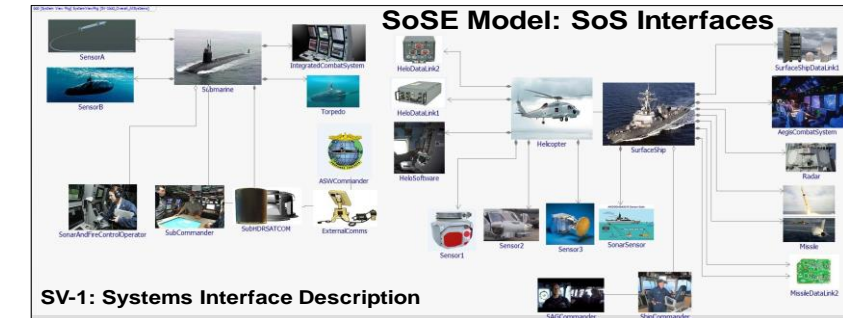 SoSE Model: SoS Interfaces
SensorA
Submarine
IntegratedCombatSystem
SensorB
Torpedo
ASWCommander
SonarAndFireControlOperator
SubCommander
SubHDRSATCOM
ExternalComms
HeloDataLink2
HeloDataLink1
HeloSoftware
Helicopter
SurfaceShip
SurfaceShipDataLink1
AegisCombatSystem
Radar
Missile
MissileDataLink2
Sensor1
Sensor2
Sensor3
SonarSensor
SAGCommander
ShipCommander
SV-1: Systems Interface Description